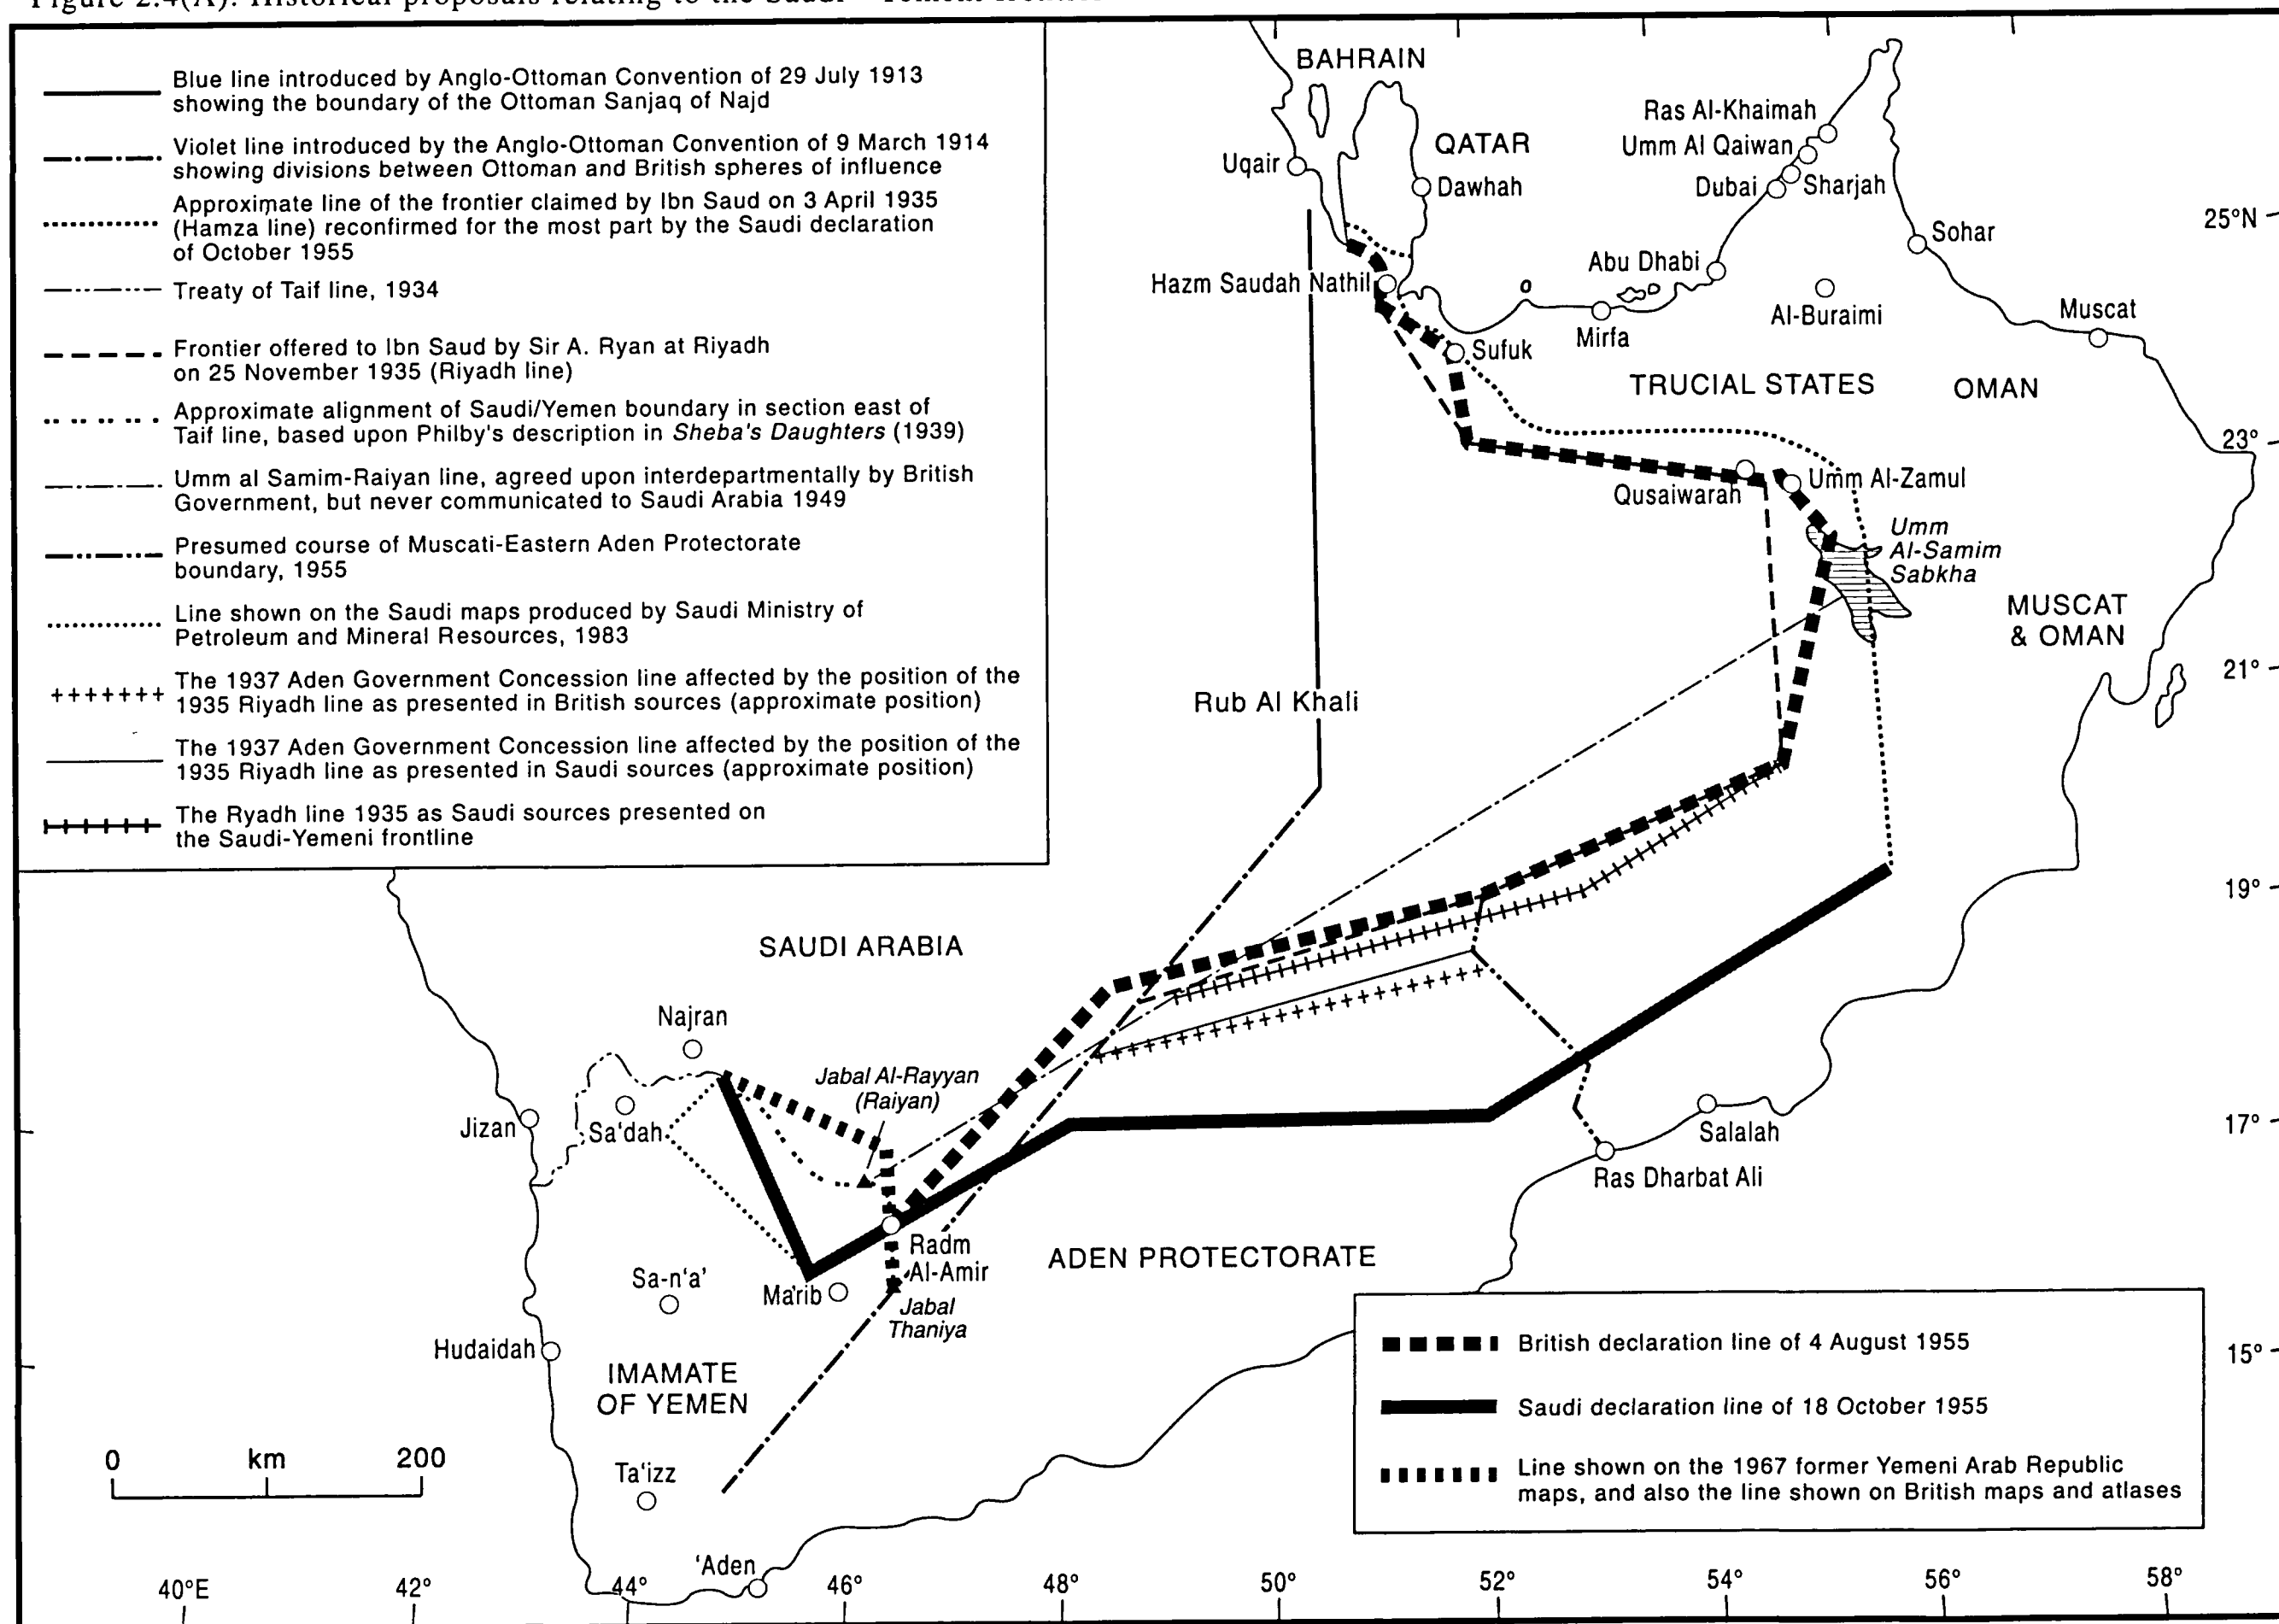 Figure 2.4(A): Historical proposals relating to the Saudi - Yemeni frontier
Blue line introduced by Anglo-Ottoman Convention of 29 July 1913
showing the boundary of the Ottoman Sanjaq of Najd
Violet line introduced by the Anglo-Ottoman Convention of 9 March 1914
showing divisions between Ottoman and British spheres of influence
Approximate line of the frontier claimed by Ibn Saud on 3 April 1935
(Hamza line) reconfirmed for the most part by the Saudi declaration
of October 1955
Treaty of Taif line, 1934
Frontier offered to Ibn Saud by Sir A. Ryan at Riyadh
on 25 November 1935 (Riyadh line)
Approximate alignment of Saudi/Yemen boundary in section east of
Taif line, based upon Philby's description in Sheba's Daughters (1939)
Umm al Samim-Raiyan line, agreed upon interdepartmentally by British
Government, but never communicated to Saudi Arabia 1949
Presumed course of Muscati-Eastern Aden Protectorate
boundary, 1955
Line shown on the Saudi maps produced by Saudi Ministry of
Petroleum and Mineral Resources, 1983
The 1937 Aden Government Concession line affected by the position of the
1935 Riyadh line as presented in British sources (approximate position)
The 1937 Aden Government Concession line affected by the position of the
1935 Riyadh line as presented in Saudi sources (approximate position)
The Ryadh line 1935 as Saudi sources presented on
the Saudi-Yemeni frontline
BAHRAIN
Ras Al-Khaimah
QATAR
Umm Al Qaiwan
Uqair
Dawhah
Dubai
Sharjah
25°N
Sohar
Abu Dhabi
Hazm Saudah Nathil
Al-Buraimi
Muscat
Mirfa
Sufuk
TRUCIAL STATES
OMAN
23°
Umm Al-Zamul
Qusaiwarah
Umm
Al-Samim
Sabkha
MUSCAT
& OMAN
21°
Rub Al Khali
19°
SAUDI ARABIA
Najran
Jabal Al-Rayyan
(Raiyan)
Jizan
Sa'dah
17°
Salalah
Ras Dharbat Ali
Radm
Al-Amir
ADEN PROTECTORATE
Sa-n'a'
Ma'rib
Jabal
Thaniya
Hudaidah
IMAMATE
OF YEMEN
15°
British declaration line of 4 August 1955
Saudi declaration line of 18 October 1955
Line shown on the 1967 former Yemeni Arab Republic
maps, and also the line shown on British maps and atlases
0 km 200
Ta'izz
'Aden
40°E 42° 44° 46° 48° 50° 52° 54° 56° 58°